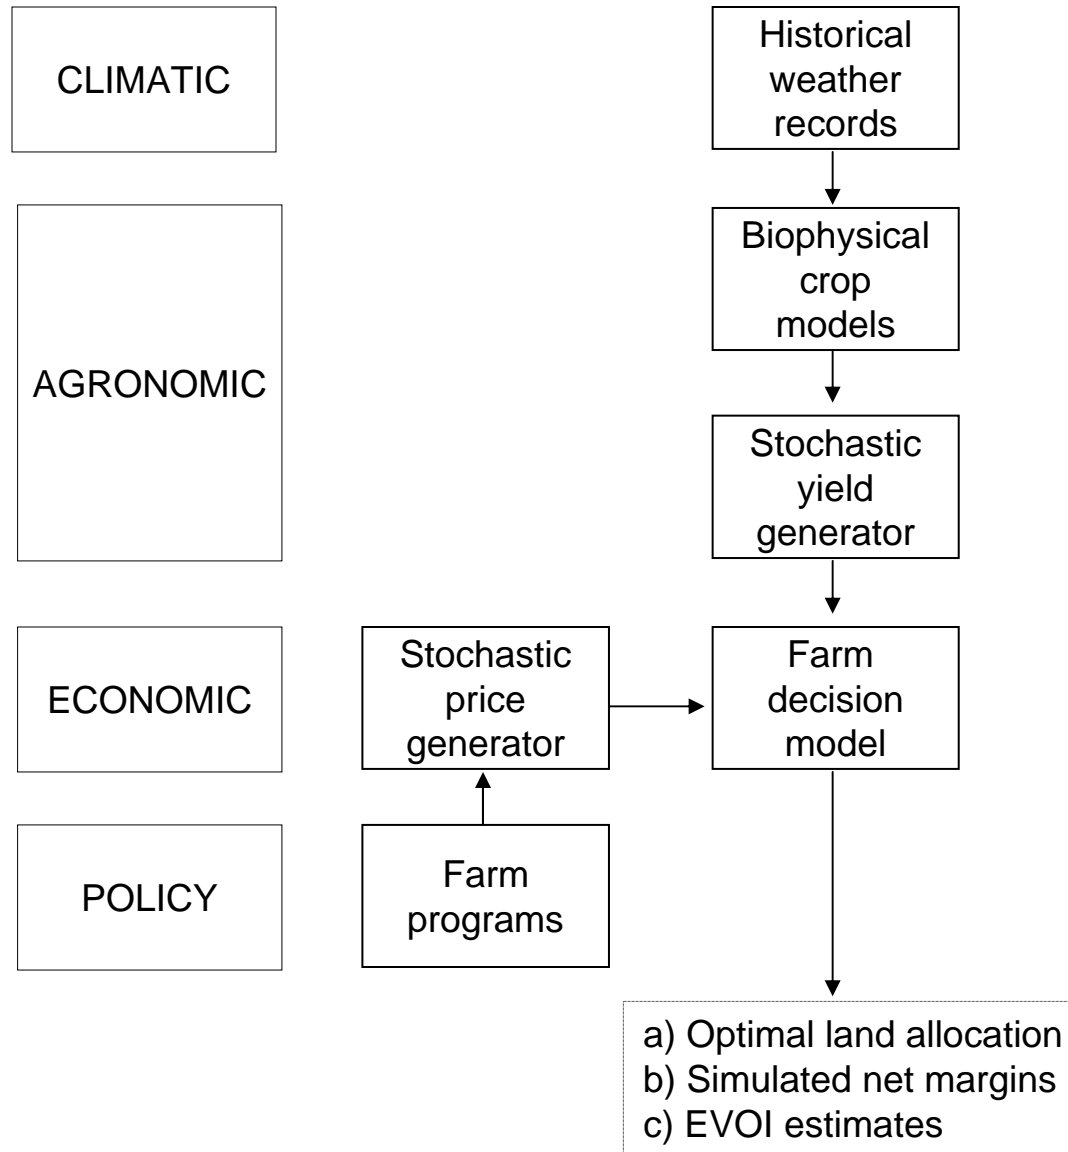 CLIMATIC
Historical
weather
records
AGRONOMIC
Biophysical
crop
models
Stochastic
yield
generator
ECONOMIC
Stochastic
price
generator
Farm
decision
model
POLICY
Farm
programs
a) Optimal land allocation
b) Simulated net margins
c) EVOI estimates